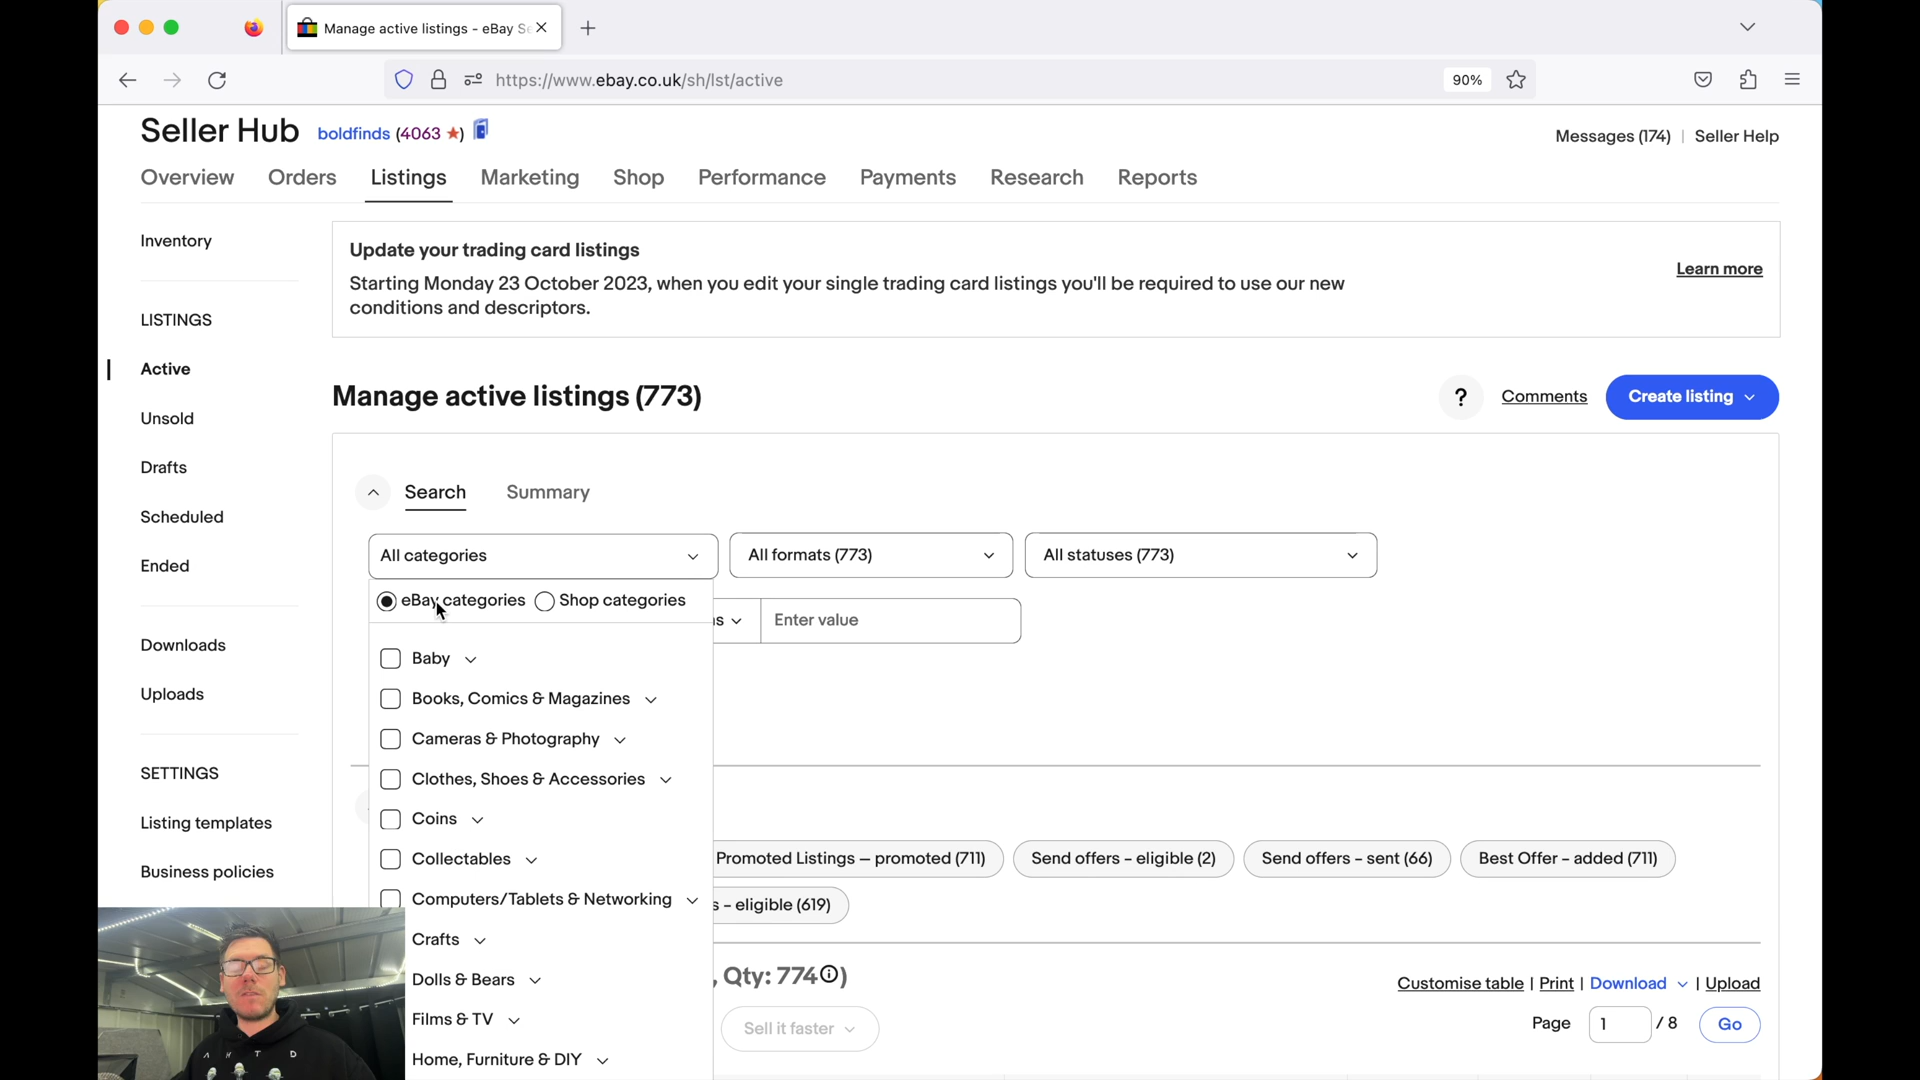 Manage active listings - eBay Se
https://www.ebay.co.uk/sh/lst/active
90%
Seller Hub boldfinds (4063 ★)
Messages (174) | Seller Help
Overview Orders Listings Marketing Shop Performance Payments Research Reports
Inventory
LISTINGS
Active
Unsold
Drafts
Scheduled
Ended
Downloads
Uploads
SETTINGS
Listing templates
Business policies
Update your trading card listings
Starting Monday 23 October 2023, when you edit your single trading card listings you'll be required to use our new
conditions and descriptors.
Learn more
Manage active listings (773)
? Comments Create listing
Search Summary
All categories All formats (773) All statuses (773)
eBay categories Shop categories
s Enter value
Baby
Books, Comics & Magazines
Cameras & Photography
Clothes, Shoes & Accessories
Coins
Collectables
Computers/Tablets & Networking
Crafts
Dolls & Bears
Films & TV
Home, Furniture & DIY
Promoted Listings – promoted (711) Send offers - eligible (2) Send offers - sent (66) Best Offer - added (711)
s - eligible (619)
, Qty: 774)
Customise table | Print | Download | Upload
Sell it faster
Page 1 / 8 Go
A H T D